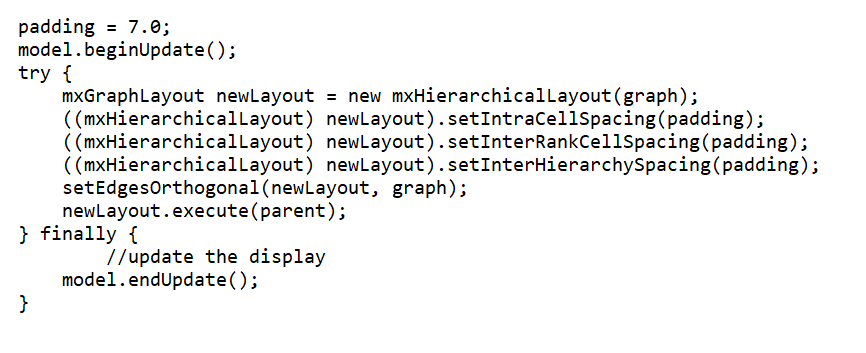 padding = 7.0;
model.beginUpdate();
try {
    mxGraphLayout newLayout = new mxHierarchicalLayout(graph);
    ((mxHierarchicalLayout) newLayout).setIntraCellSpacing(padding);
    ((mxHierarchicalLayout) newLayout).setInterRankCellSpacing(padding);
    ((mxHierarchicalLayout) newLayout).setInterHierarchySpacing(padding);
    setEdgesOrthogonal(newLayout, graph);
    newLayout.execute(parent);
} finally {
        //update the display
    model.endUpdate();
}